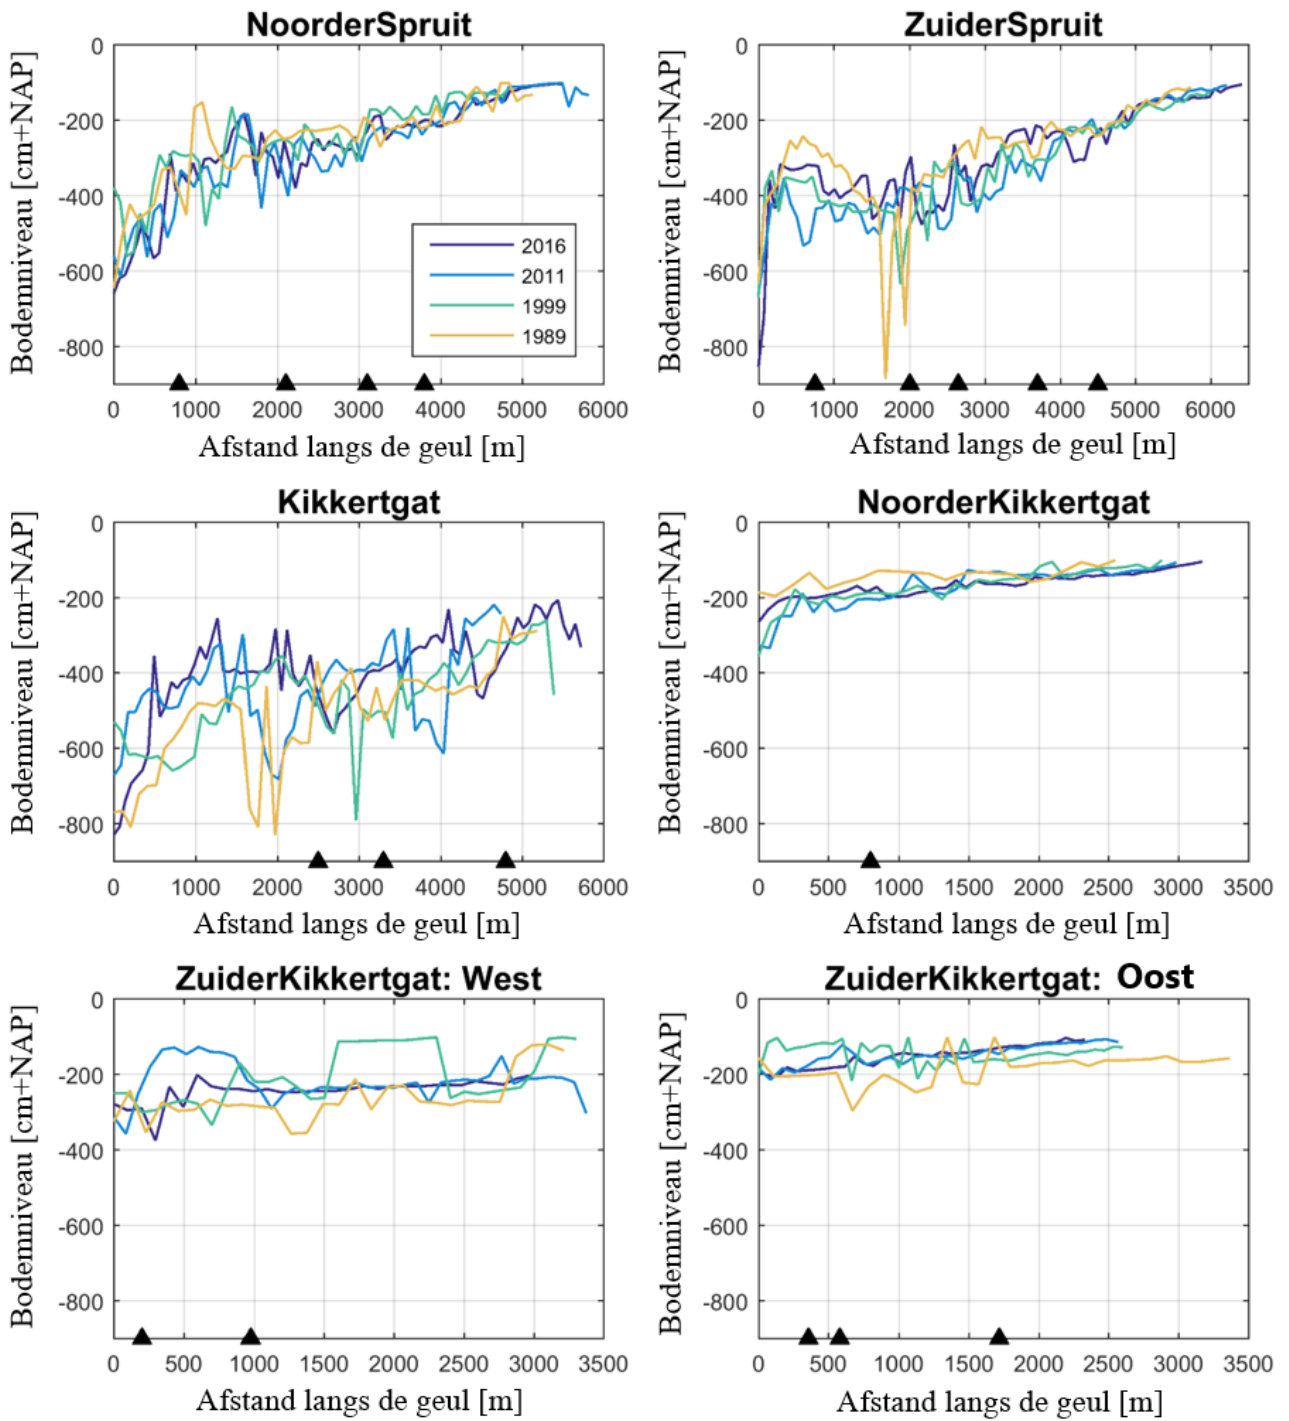 NoorderSpruit
Bodemniveau [cm+NAP]
0
-200
-400
-600
-800
2016
2011
1999
1989
0 1000 2000 3000 4000 5000 6000
Afstand langs de geul [m]
ZuiderSpruit
Bodemniveau [cm+NAP]
0
-200
-400
-600
-800
0 1000 2000 3000 4000 5000 6000
Afstand langs de geul [m]
Kikkertgat
Bodemniveau [cm+NAP]
0
-200
-400
-600
-800
0 1000 2000 3000 4000 5000 6000
Afstand langs de geul [m]
NoorderKikkertgat
Bodemniveau [cm+NAP]
0
-200
-400
-600
-800
0 500 1000 1500 2000 2500 3000 3500
Afstand langs de geul [m]
ZuiderKikkertgat: West
Bodemniveau [cm+NAP]
0
-200
-400
-600
-800
0 500 1000 1500 2000 2500 3000 3500
Afstand langs de geul [m]
ZuiderKikkertgat: Oost
Bodemniveau [cm+NAP]
0
-200
-400
-600
-800
0 500 1000 1500 2000 2500 3000 3500
Afstand langs de geul [m]